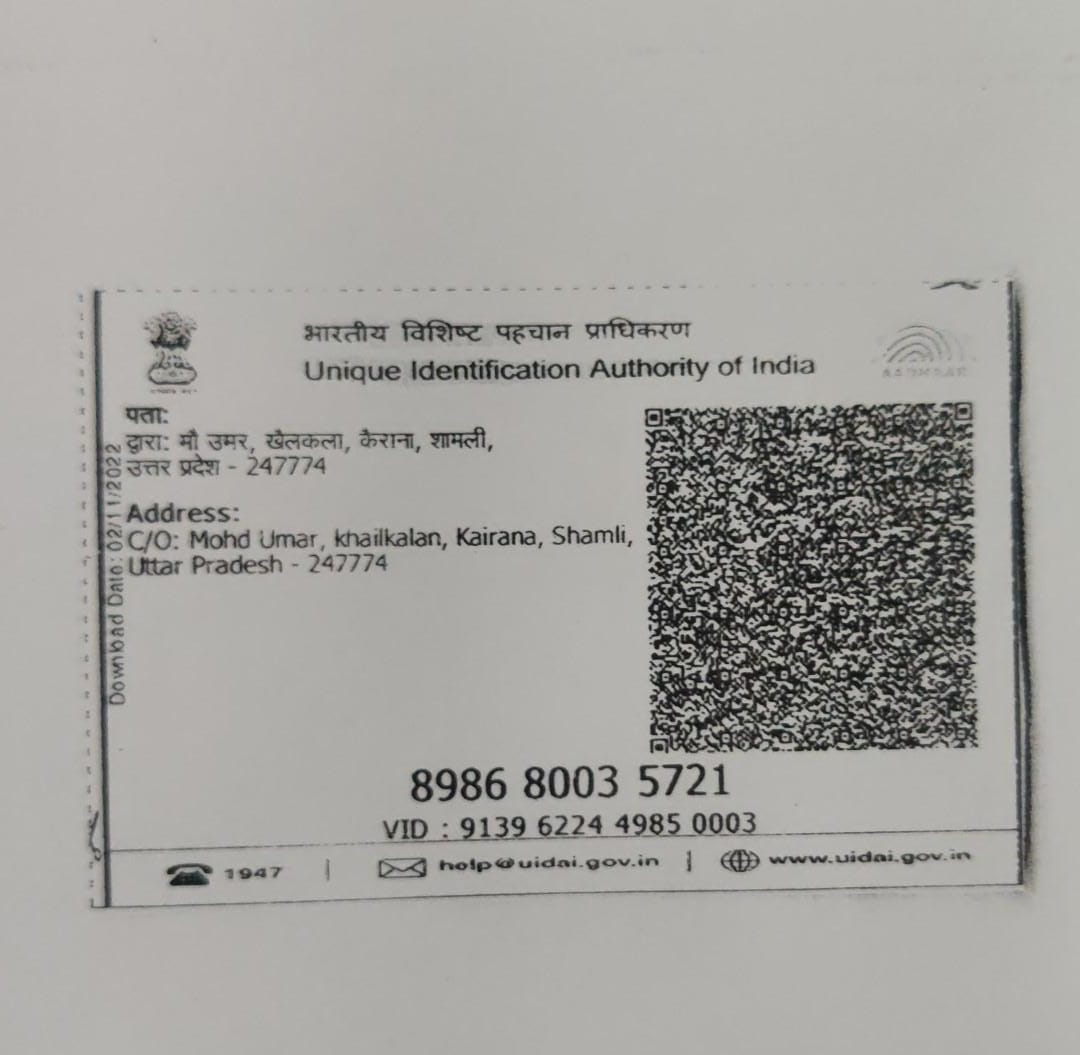 भारतीय विशिष्ट पहचान प्राधिकरण
Unique Identification Authority of India
AADHAAR
पता:
द्वारा: मौ उमर, खैलकला, कैराना, शामली,
उत्तर प्रदेश - 247774
Address:
C/O: Mohd Umar, khailkalan, Kairana, Shamli,
Uttar Pradesh - 247774
Download Date: 02/11/2022
8986 8003 5721
VID : 9139 6224 4985 0003
1947 | help@uidai.gov.in | www.uidai.gov.in